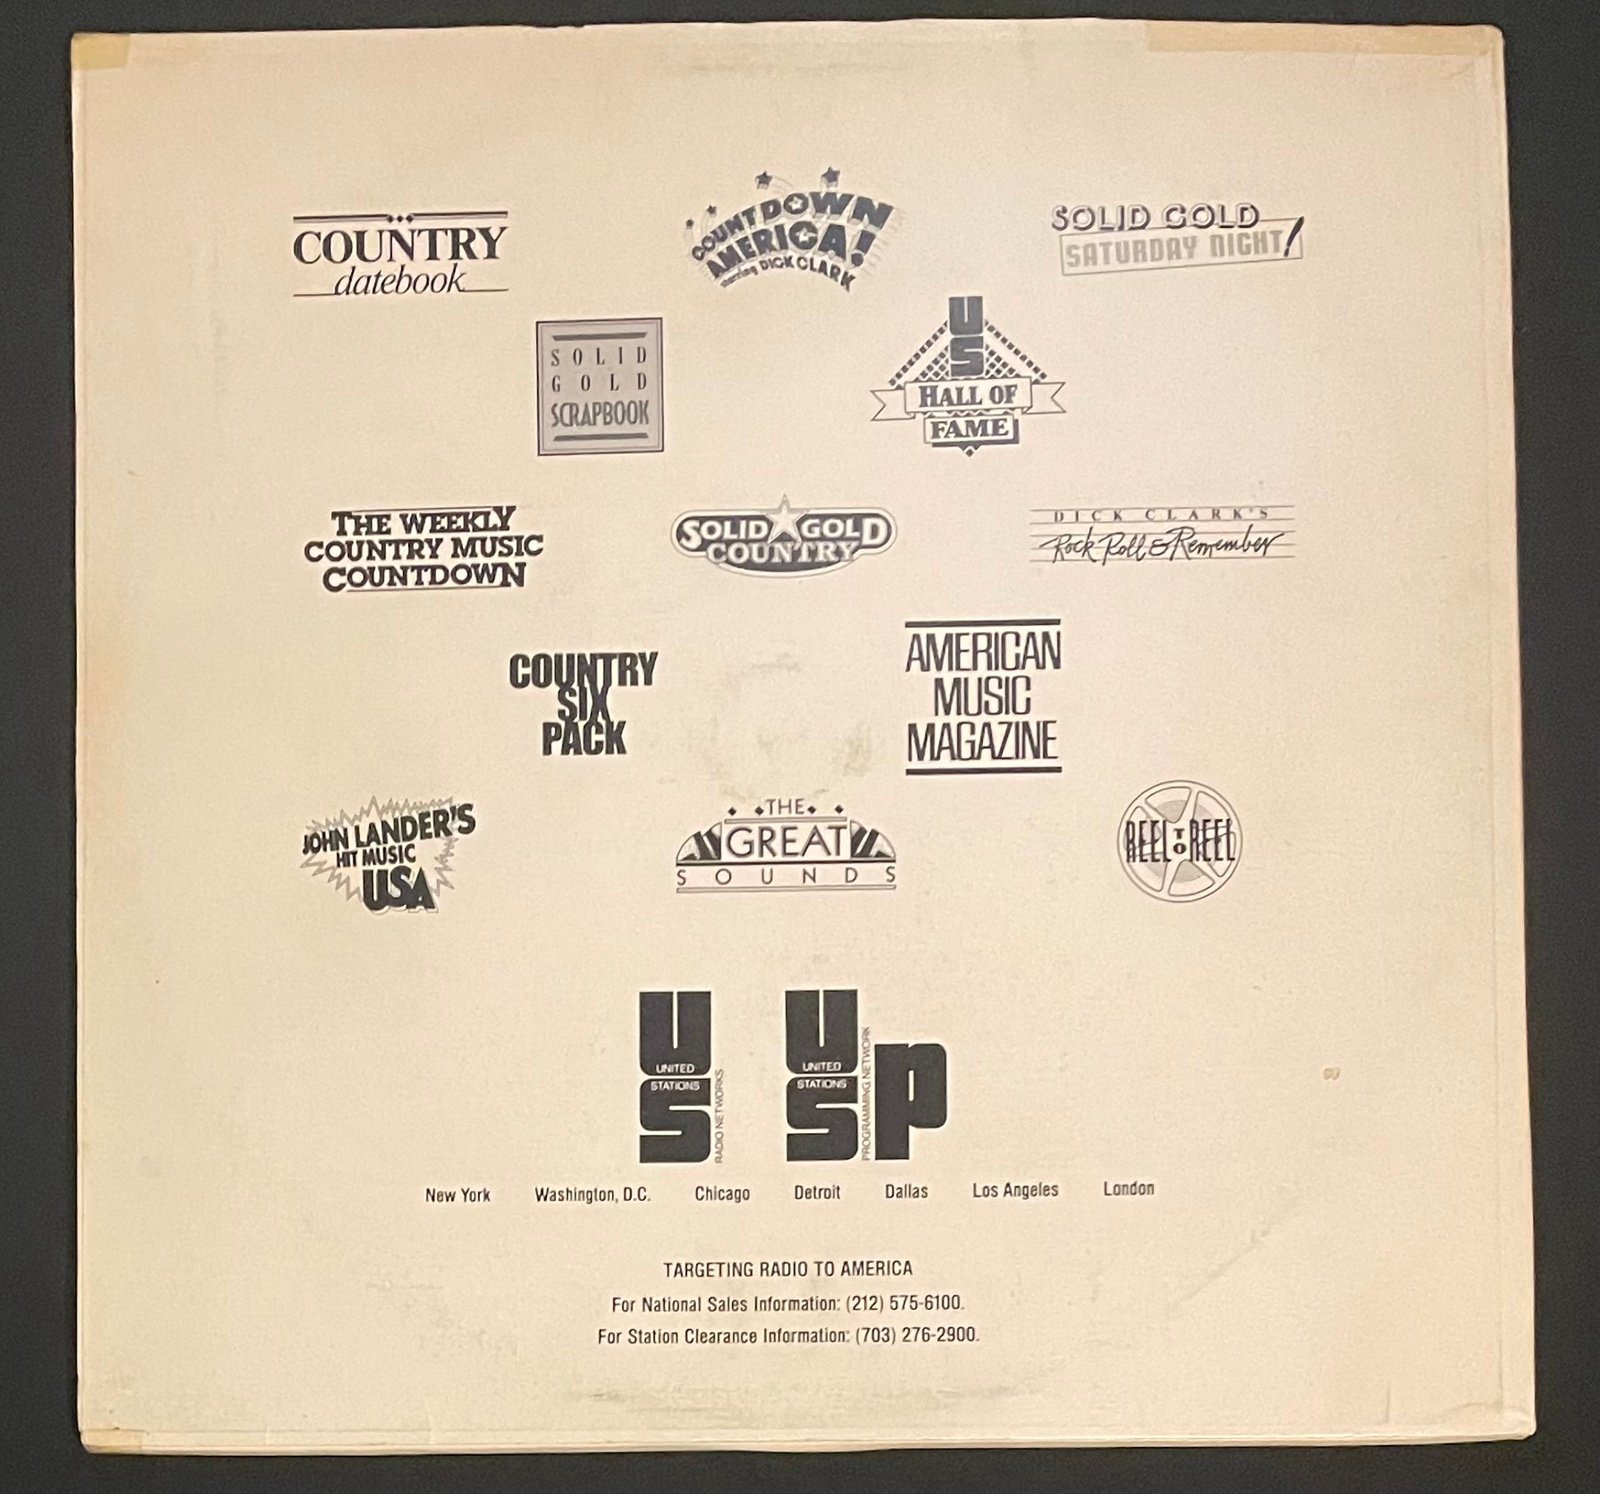 COUNTRY
datebook
COUNTDOWN
AMERICA!
starring DICK CLARK
SOLID GOLD
SATURDAY NIGHT!
SOLID
GOLD
SCRAPBOOK
US
HALL OF
FAME
THE WEEKLY
COUNTRY MUSIC
COUNTDOWN
SOLID GOLD
COUNTRY
DICK CLARK'S
Rock Roll & Remember
COUNTRY
SIX
PACK
AMERICAN
MUSIC
MAGAZINE
JOHN LANDER'S
HIT MUSIC
USA
THE
GREAT
SOUNDS
REEL TO REEL
US
UNITED
STATIONS
RADIO NETWORKS
USP
UNITED
STATIONS
PROGRAMMING NETWORK
New York Washington, D.C. Chicago Detroit Dallas Los Angeles London
TARGETING RADIO TO AMERICA
For National Sales Information: (212) 575-6100.
For Station Clearance Information: (703) 276-2900.